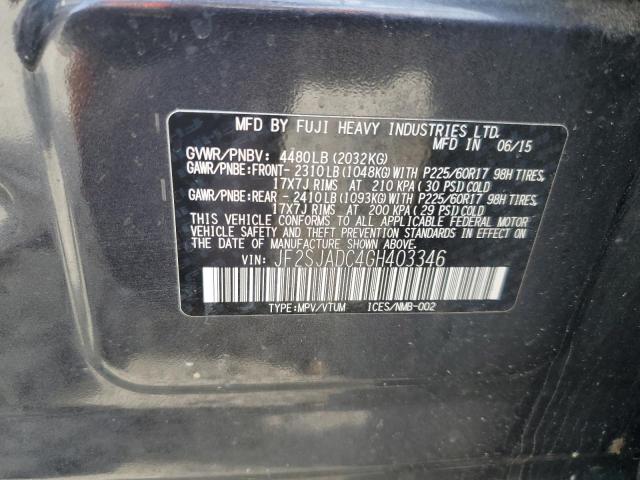 MFD BY FUJI HEAVY INDUSTRIES LTD.
MFD IN 06/15
GVWR/PNBV: 4480LB (2032KG)
GAWR/PNBE:FRONT- 2310LB (1048KG) WITH P225/60R17 98H TIRES,
17X7J RIMS AT 210 KPA (30 PSI) COLD
GAWR/PNBE:REAR - 2410LB (1093KG) WITH P225/60R17 98H TIRES,
17X7J RIMS AT 200 KPA (29 PSI) COLD
THIS VEHICLE CONFORMS TO ALL APPLICABLE FEDERAL MOTOR
VEHICLE SAFETY, BUMPER, AND THEFT PREVENTION STANDARDS
IN EFFECT ON THE DATE OF MANUFACTURE SHOWN ABOVE.
VIN: JF2SJADC4GH403346
TYPE:MPV/VTUM ICES/NMB-002